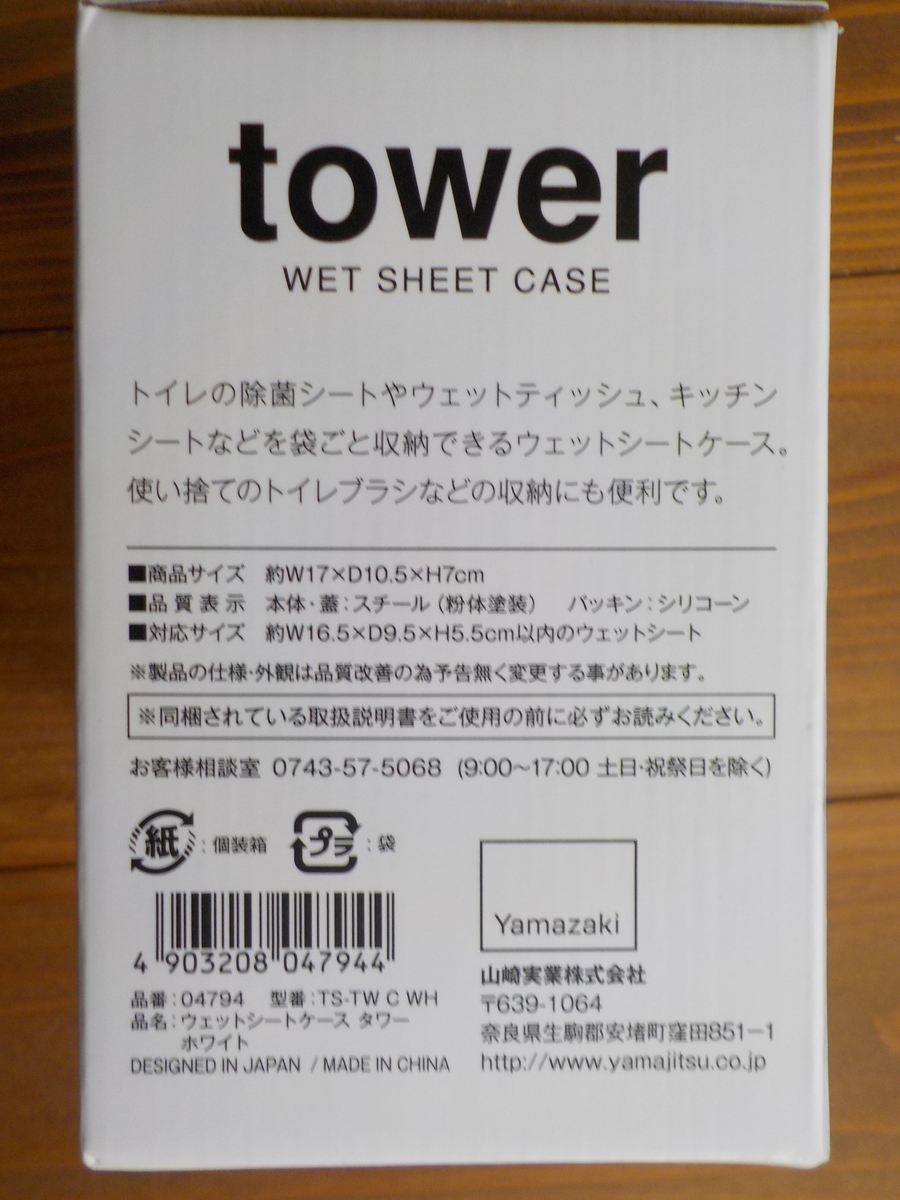 tower
WET SHEET CASE
トイレの除菌シートやウェットティッシュ、キッチン
シートなどを袋ごと収納できるウェットシートケース。
使い捨てのトイレブラシなどの収納にも便利です。
■商品サイズ 約W17×D10.5×H7cm
■品質表示 本体・蓋：スチール（粉体塗装） パッキン：シリコーン
■対応サイズ 約W16.5×D9.5×H5.5cm以内のウェットシート
※製品の仕様・外観は品質改善の為予告無く変更する事があります。
※同梱されている取扱説明書をご使用の前に必ずお読みください。
お客様相談室 0743-57-5068 (9:00〜17:00 土日・祝祭日を除く)
紙：個装箱 プラ：袋
4 903208 047944
品番：04794 型番：TS-TW C WH
品名：ウェットシートケース タワー
ホワイト
DESIGNED IN JAPAN / MADE IN CHINA
Yamazaki
山崎実業株式会社
〒639-1064
奈良県生駒郡安堵町窪田851−1
http://www.yamajitsu.co.jp